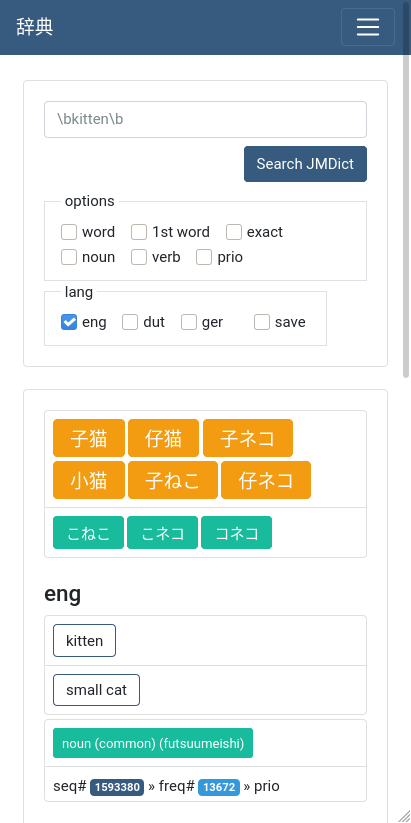 辞典
\bkitten\b
Search JMDict
options
word 1st word exact
noun verb prio
lang
eng dut ger save
子猫 仔猫 子ネコ
小猫 子ねこ 仔ネコ
こねこ こネコ コネコ
eng
kitten
small cat
noun (common) (futsuumeishi)
seq# 1593380 » freq# 13672 » prio